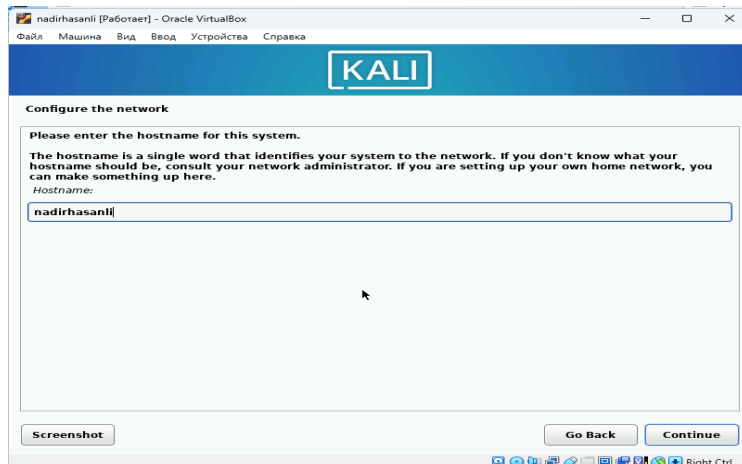 nadirhasanli [Работает] - Oracle VirtualBox
Файл Машина Вид Ввод Устройства Справка
KALI
Configure the network
Please enter the hostname for this system.
The hostname is a single word that identifies your system to the network. If you don't know what your
hostname should be, consult your network administrator. If you are setting up your own home network, you
can make something up here.
Hostname:
nadirhasanli
Screenshot Go Back Continue
Right Ctrl